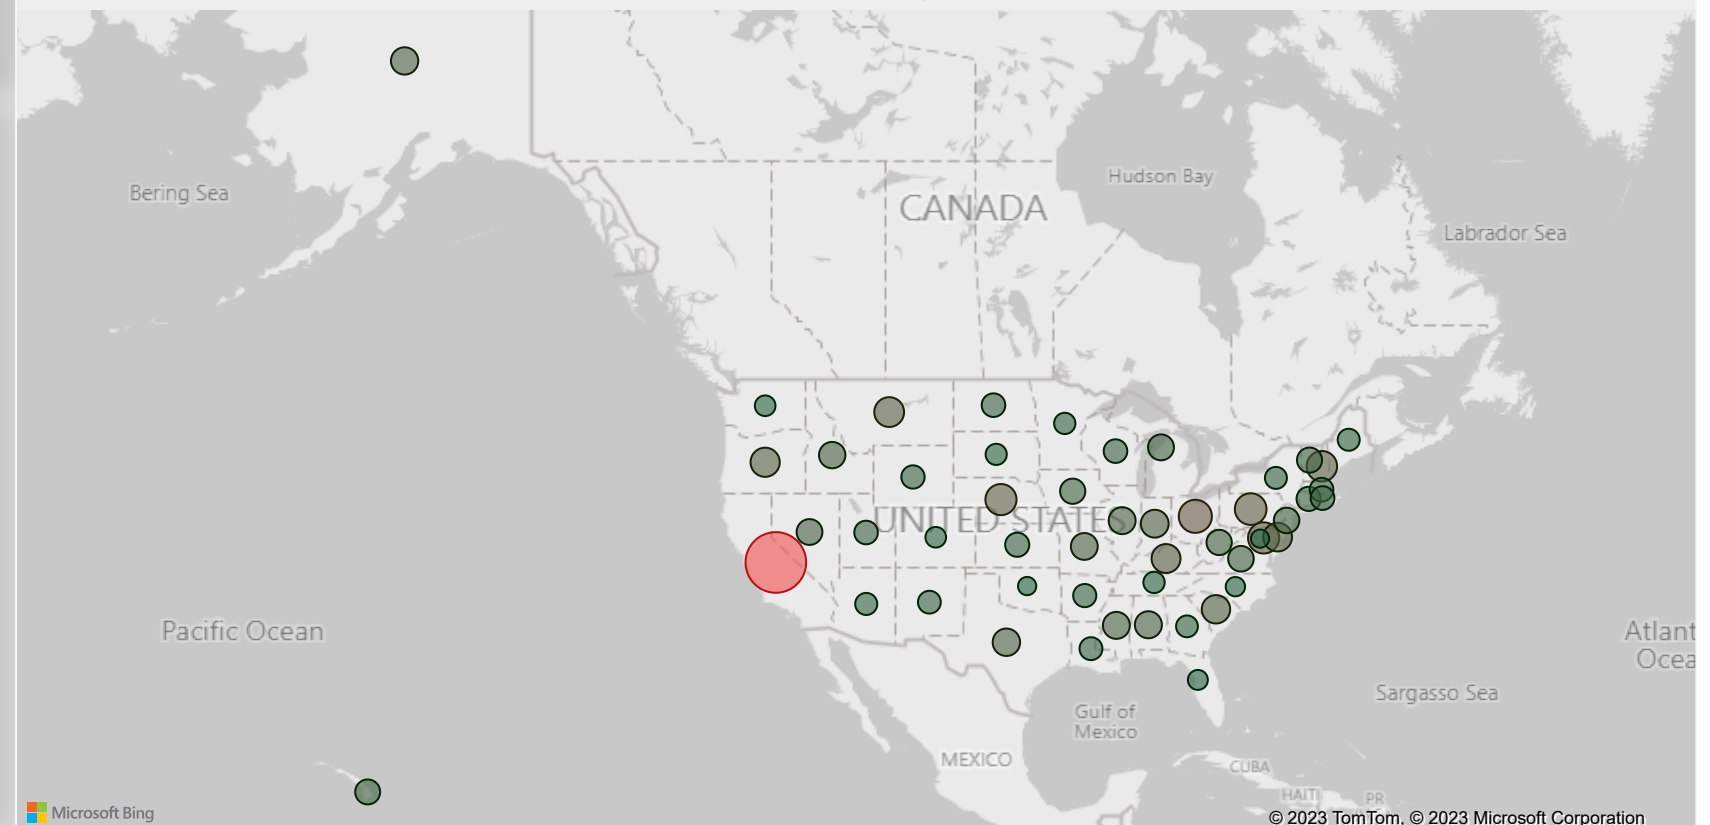 Bering Sea
Hudson Bay
CANADA
Labrador Sea
UNITED STATES
Pacific Ocean
Atlant
Ocea
Sargasso Sea
Gulf of
Mexico
MEXICO
CUBA
HAITI
PR
Microsoft Bing
© 2023 TomTom, © 2023 Microsoft Corporation